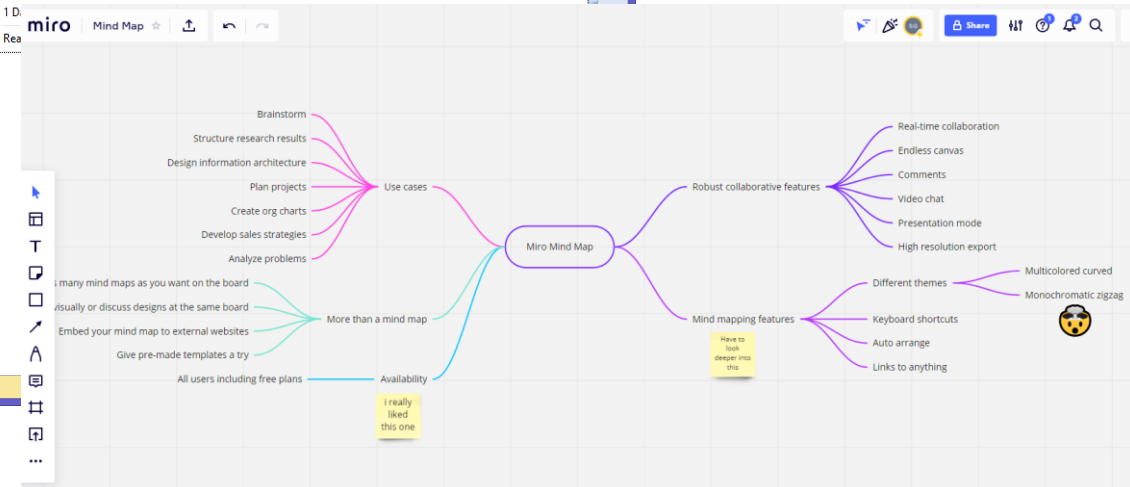 1 D
Rea
miro
Mind Map
SG
Share
1
2
Brainstorm
Structure research results
Design information architecture
Plan projects
Create org charts
Develop sales strategies
Analyze problems
Use cases
many mind maps as you want on the board
visually or discuss designs at the same board
Embed your mind map to external websites
Give pre-made templates a try
More than a mind map
All users including free plans
Availability
i really
liked
this one
Miro Mind Map
Robust collaborative features
Real-time collaboration
Endless canvas
Comments
Video chat
Presentation mode
High resolution export
Mind mapping features
Have to
look
deeper into
this
Different themes
Multicolored curved
Monochromatic zigzag
Keyboard shortcuts
Auto arrange
Links to anything